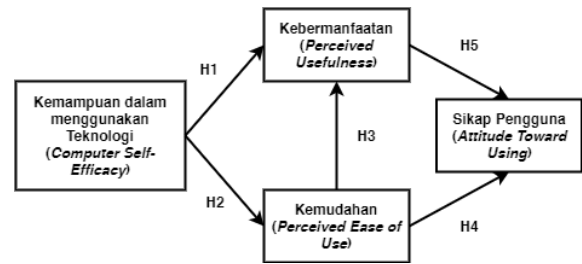 Kebermanfaatan
(Perceived
Usefulness)
H1
H5
Kemampuan dalam
menggunakan
Teknologi
(Computer Self-
Efficacy)
H3
Sikap Pengguna
(Attitude Toward
Using)
H2
Kemudahan
(Perceived Ease of
Use)
H4